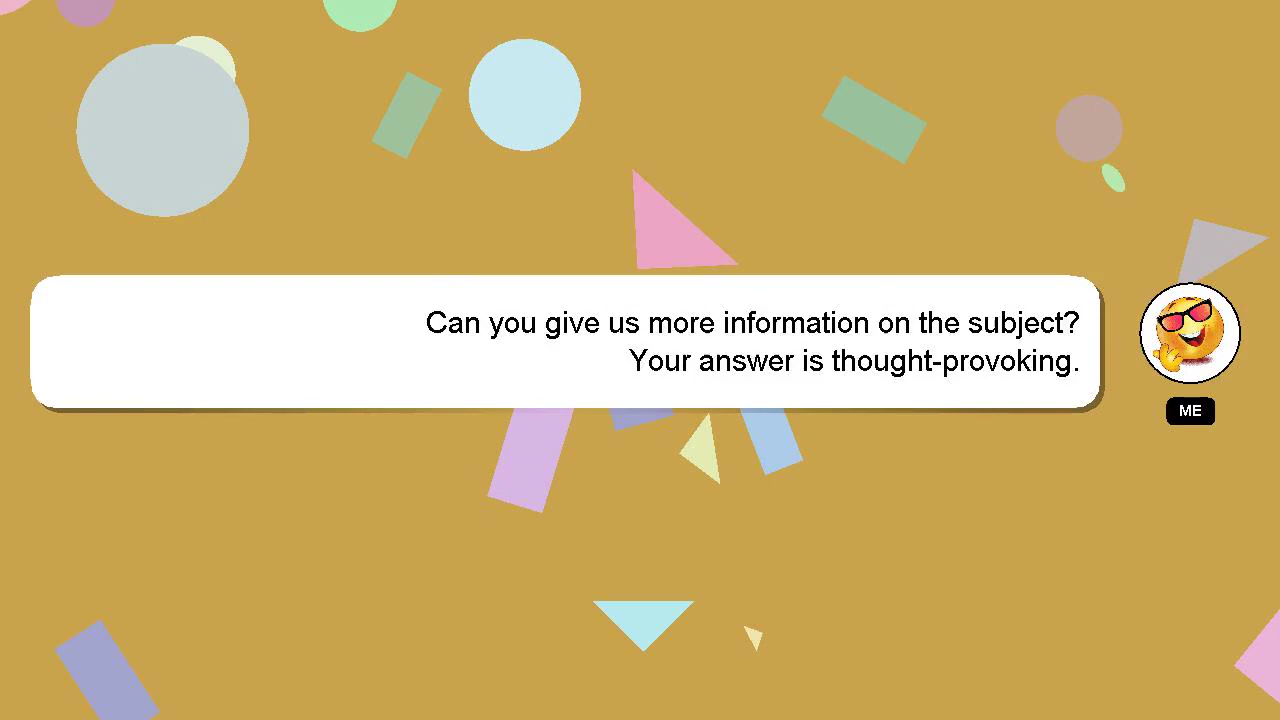 Can you give us more information on the subject?
Your answer is thought-provoking.
ME